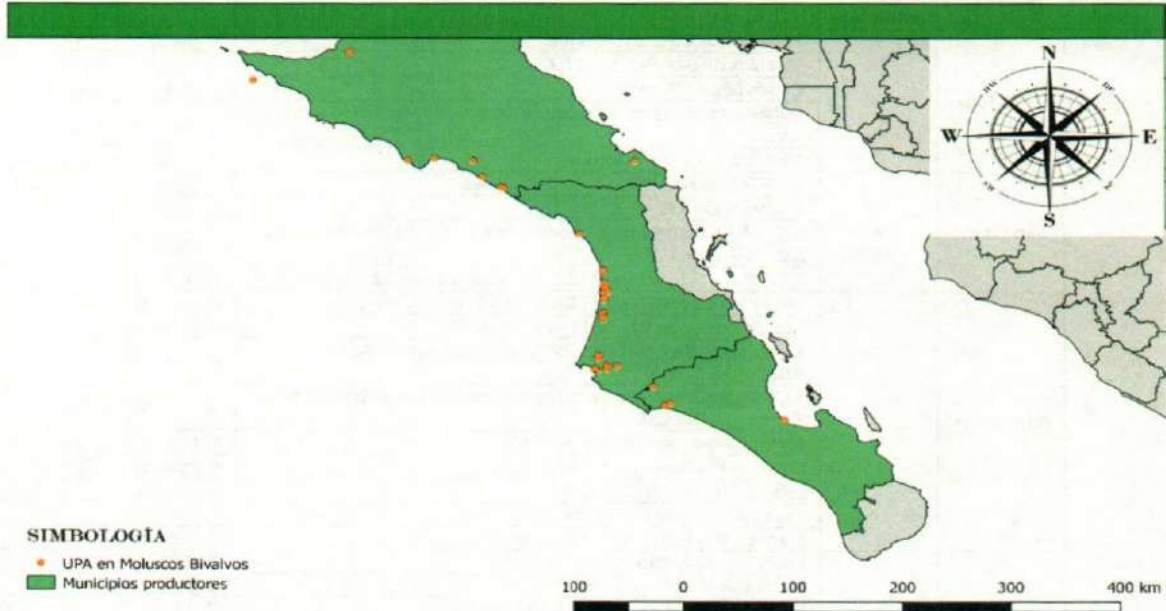 N
W E
S
SIMBOLOGÍA
UPA en Moluscos Bivalvos
Municipios productores
100 0 100 200 300 400 km